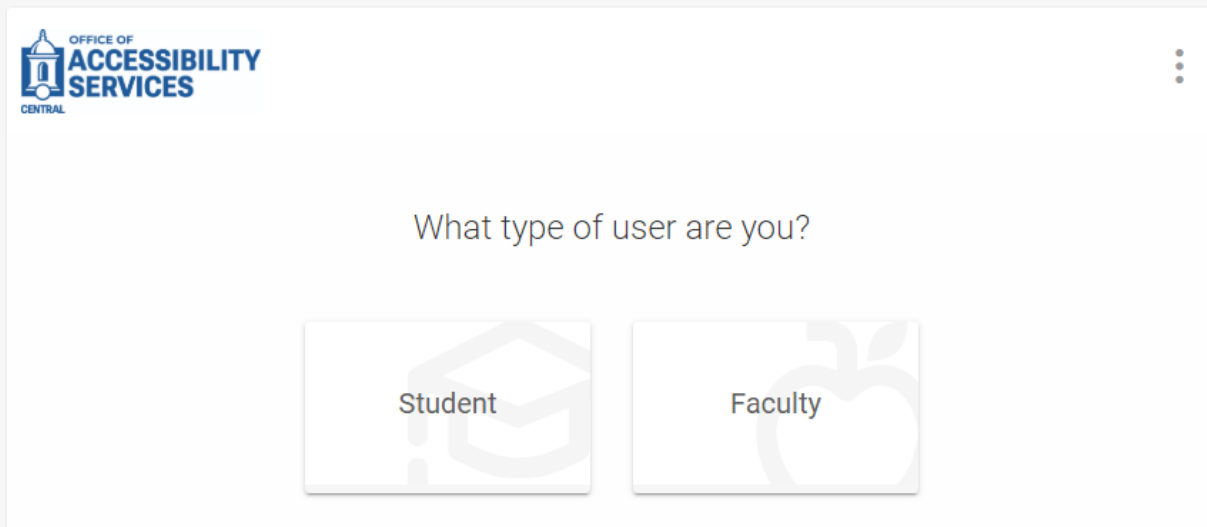 OFFICE OF
ACCESSIBILITY
SERVICES
CENTRAL
What type of user are you?
Student
Faculty